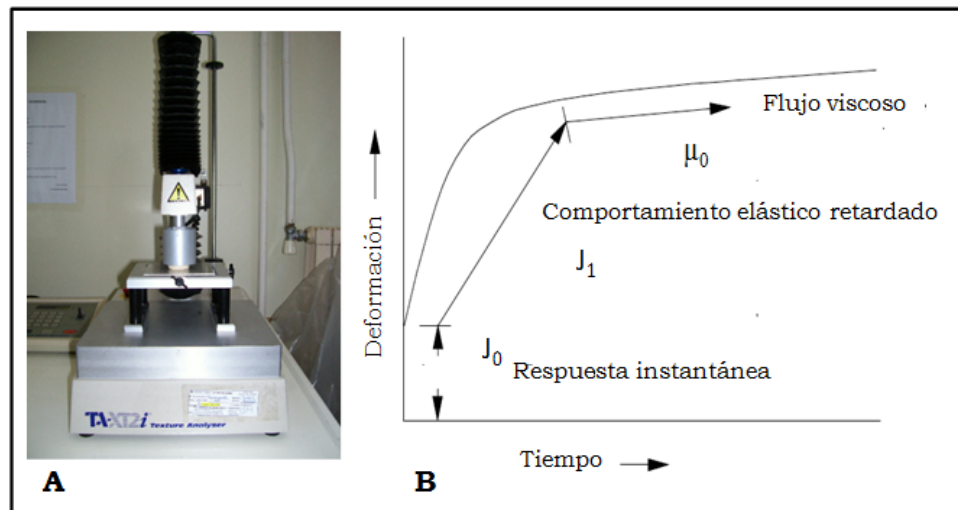 TA-XT2i Texture Analyser
A
Deformación
Flujo viscoso
μ0
Comportamiento elástico retardado
J1
J0
Respuesta instantánea
Tiempo
B